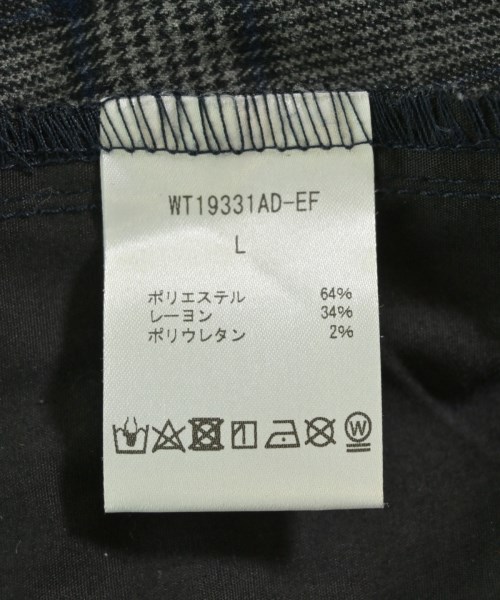 WT19331AD-EF
L
ポリエステル 64%
レーヨン 34%
ポリウレタン 2%
W